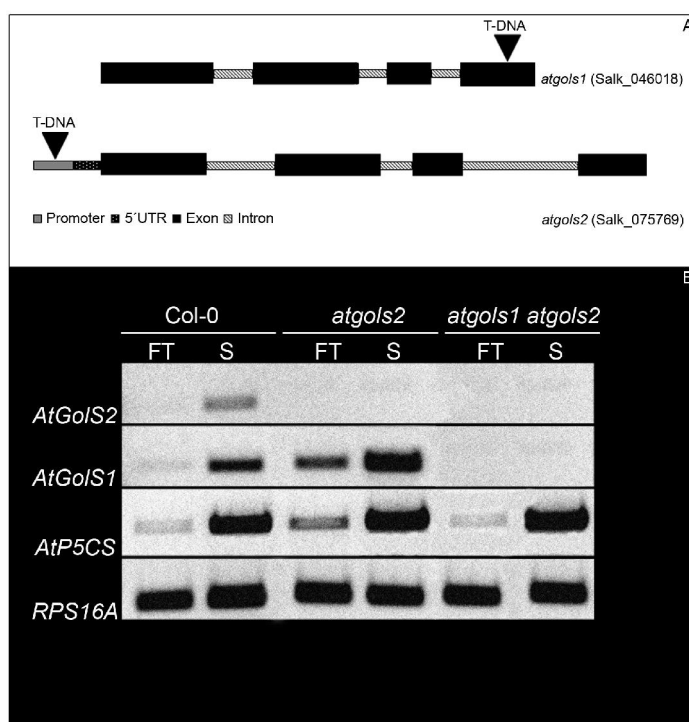 A
T-DNA
atgols1 (Salk_046018)
T-DNA
Promoter 5´UTR Exon Intron
atgols2 (Salk_075769)
Col-0 atgols2 atgols1 atgols2
FT S FT S FT S
AtGolS2
AtGolS1
AtP5CS
RPS16A